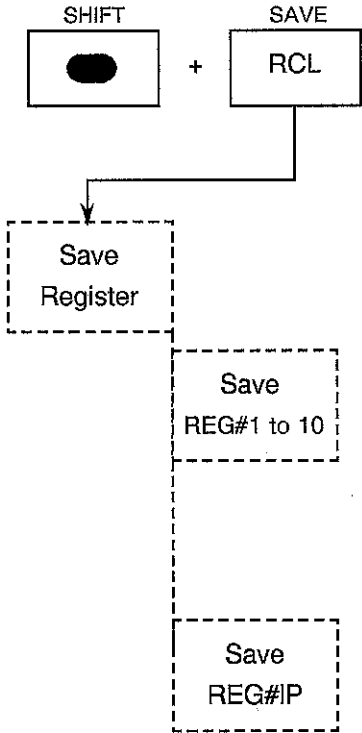 SHIFT SAVE
+ RCL
Save
Register
Save
REG#1 to 10
Save
REG#IP